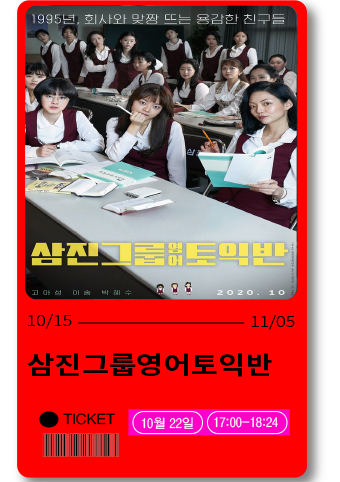 1995년, 회사와 맞짱 뜨는 용감한 친구들
삼진그룹영어토익반
고아성 이솜 박혜수
2020.10
10/15
11/05
삼진그룹영어토익반
TICKET
10월 22일
17:00-18:24